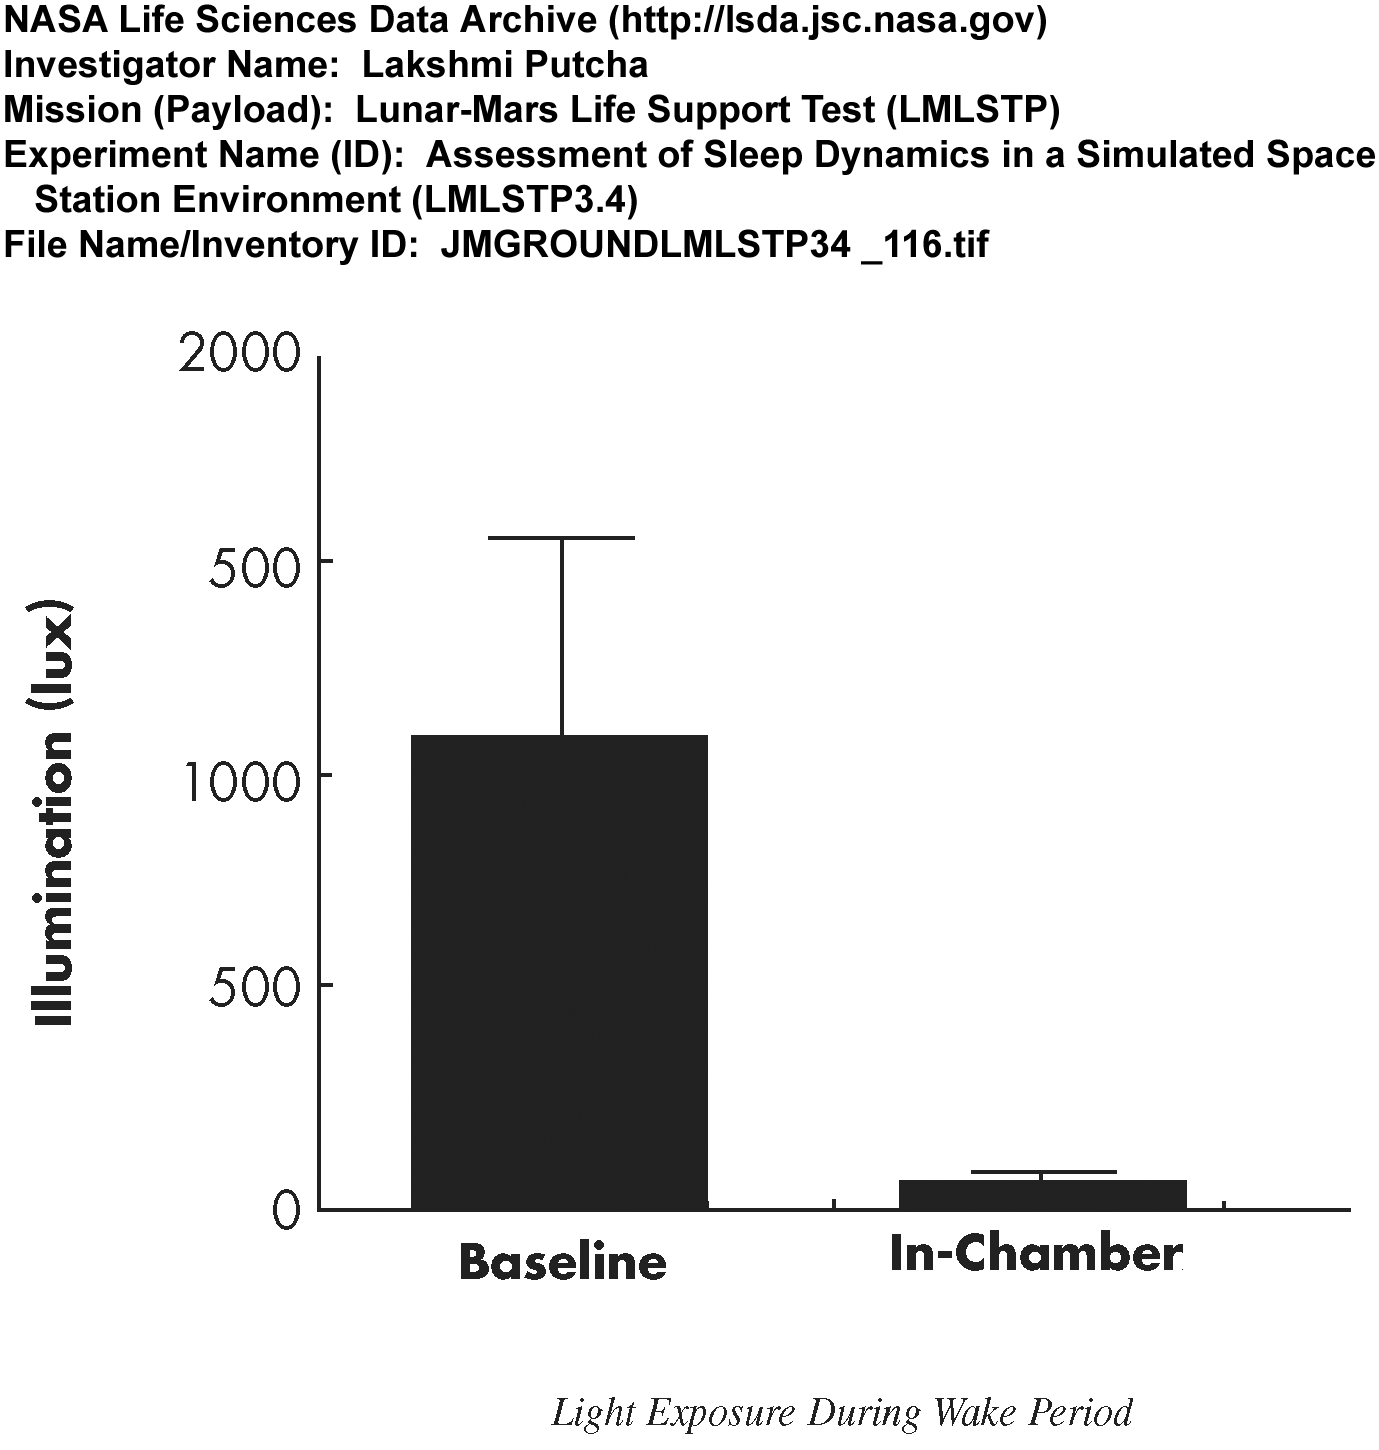 NASA Life Sciences Data Archive (http://lsda.jsc.nasa.gov)
Investigator Name: Lakshmi Putcha
Mission (Payload): Lunar-Mars Life Support Test (LMLSTP)
Experiment Name (ID): Assessment of Sleep Dynamics in a Simulated Space
Station Environment (LMLSTP3.4)
File Name/Inventory ID: JMGROUNDLMLSTP34 _116.tif
2000
500
1000
500
0
Illumination (lux)
Baseline
In-Chamber
Light Exposure During Wake Period